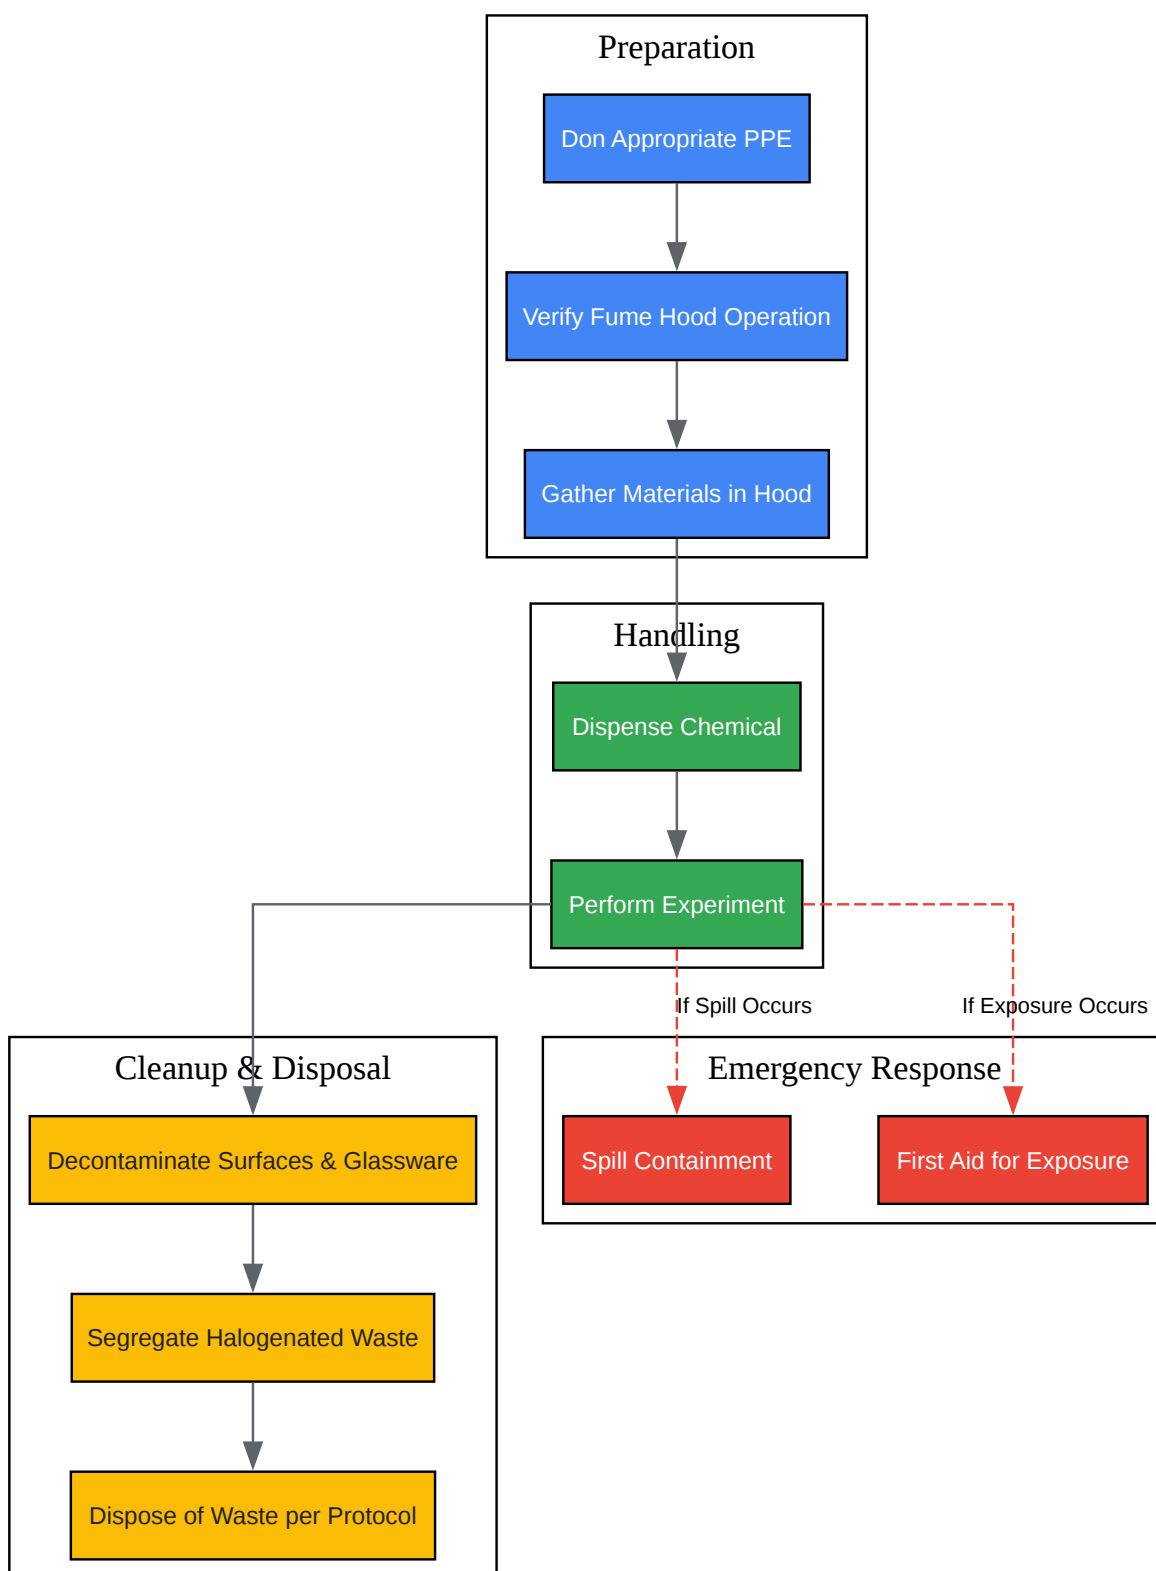 Preparation
Don Appropriate PPE
Verify Fume Hood Operation
Gather Materials in Hood
Handling
Dispense Chemical
Perform Experiment
If Spill Occurs
If Exposure Occurs
Cleanup & Disposal
Decontaminate Surfaces & Glassware
Segregate Halogenated Waste
Dispose of Waste per Protocol
Emergency Response
Spill Containment
First Aid for Exposure